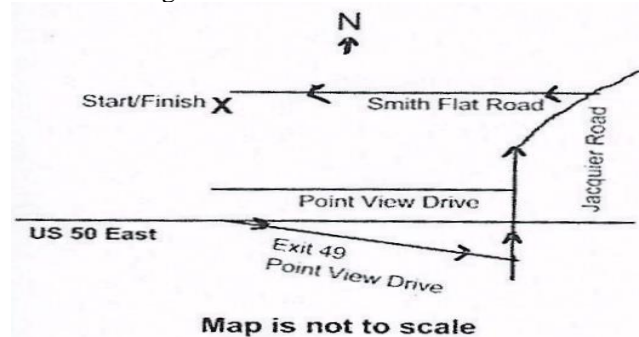 N
Start/Finish X
Smith Flat Road
Jacquier Road
Point View Drive
US 50 East
Exit 49
Point View Drive
Map is not to scale